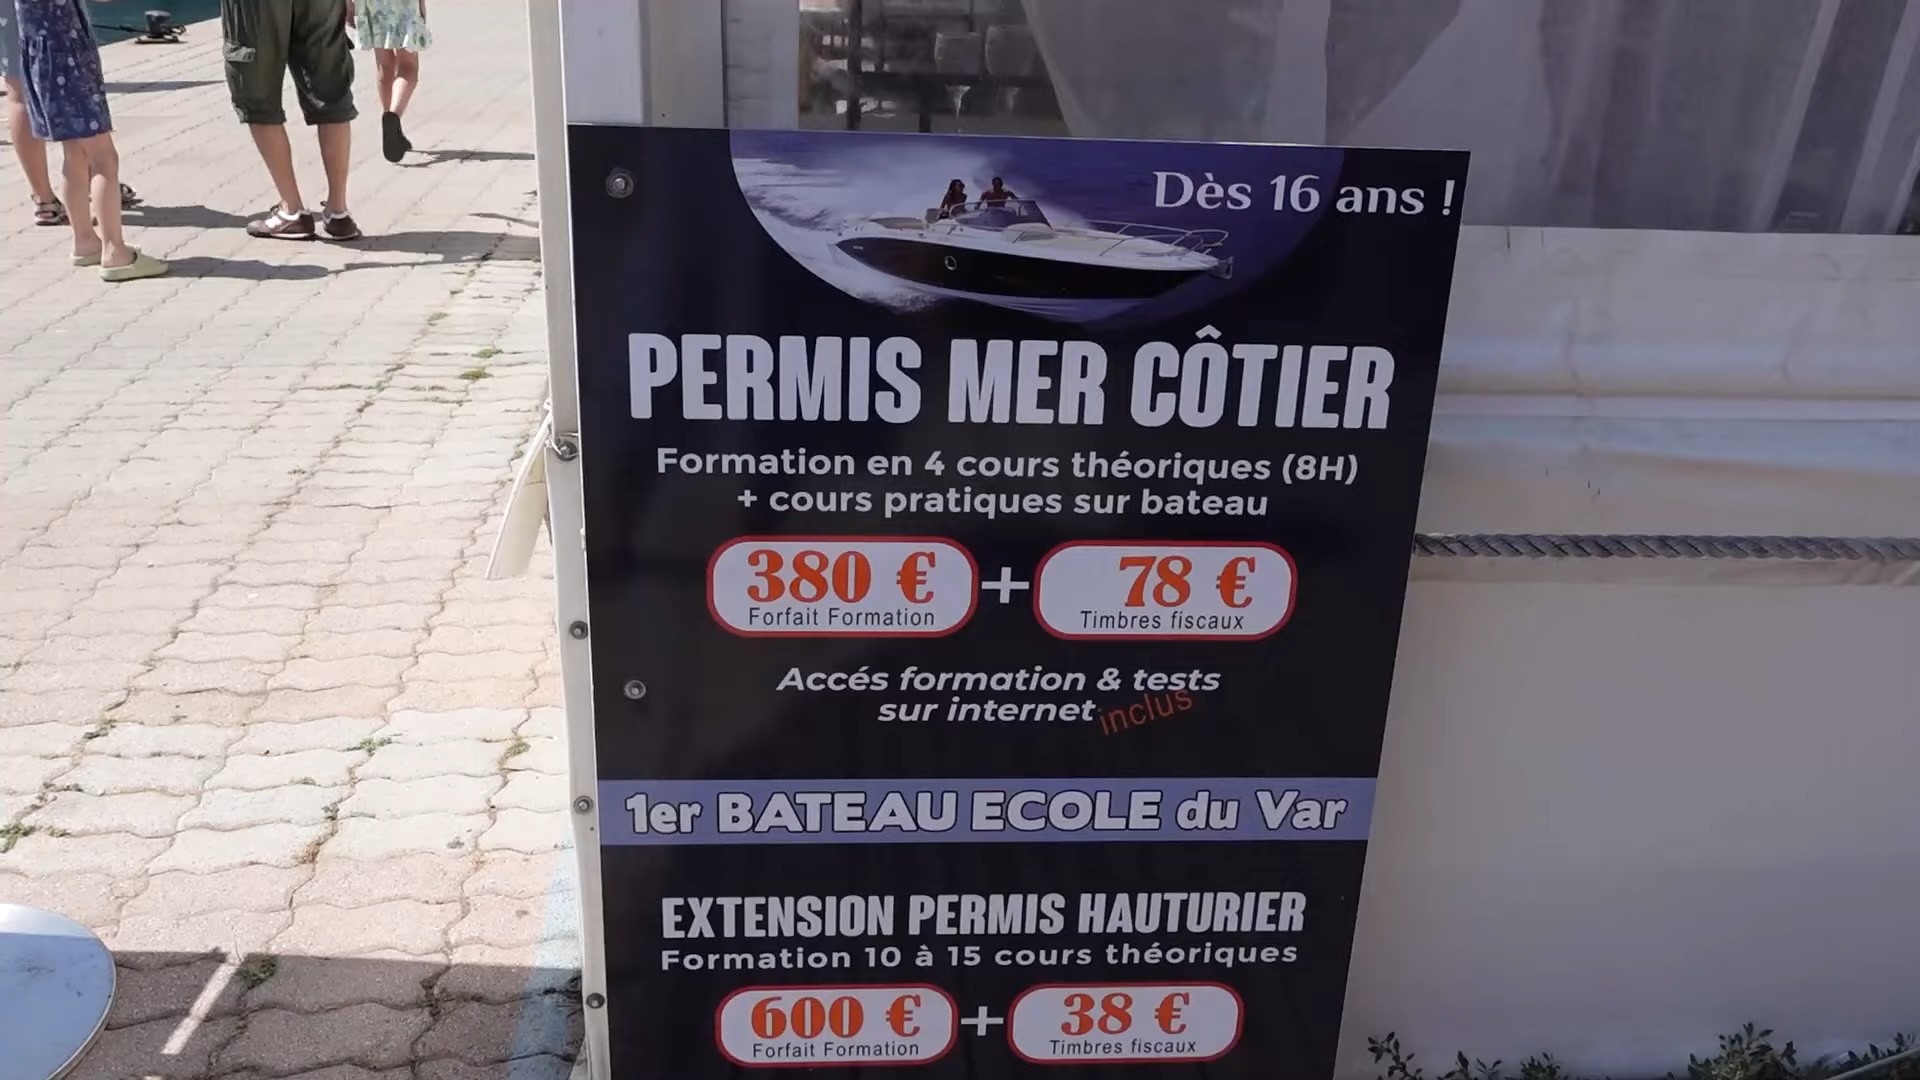 Dès 16 ans !
PERMIS MER CÔTIER
Formation en 4 cours théoriques (8H)
+ cours pratiques sur bateau
380 € + 78 €
Forfait Formation Timbres fiscaux
Accés formation & tests
sur internet inclus
1er BATEAU ECOLE du Var
EXTENSION PERMIS HAUTURIER
Formation 10 à 15 cours théoriques
600 € + 38 €
Forfait Formation Timbres fiscaux